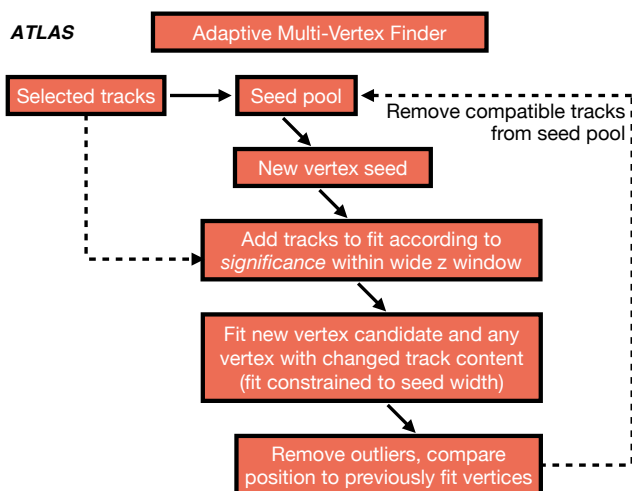 ATLAS
Adaptive Multi-Vertex Finder
Selected tracks
Seed pool
Remove compatible tracks
from seed pool
New vertex seed
Add tracks to fit according to
significance within wide z window
Fit new vertex candidate and any
vertex with changed track content
(fit constrained to seed width)
Remove outliers, compare
position to previously fit vertices